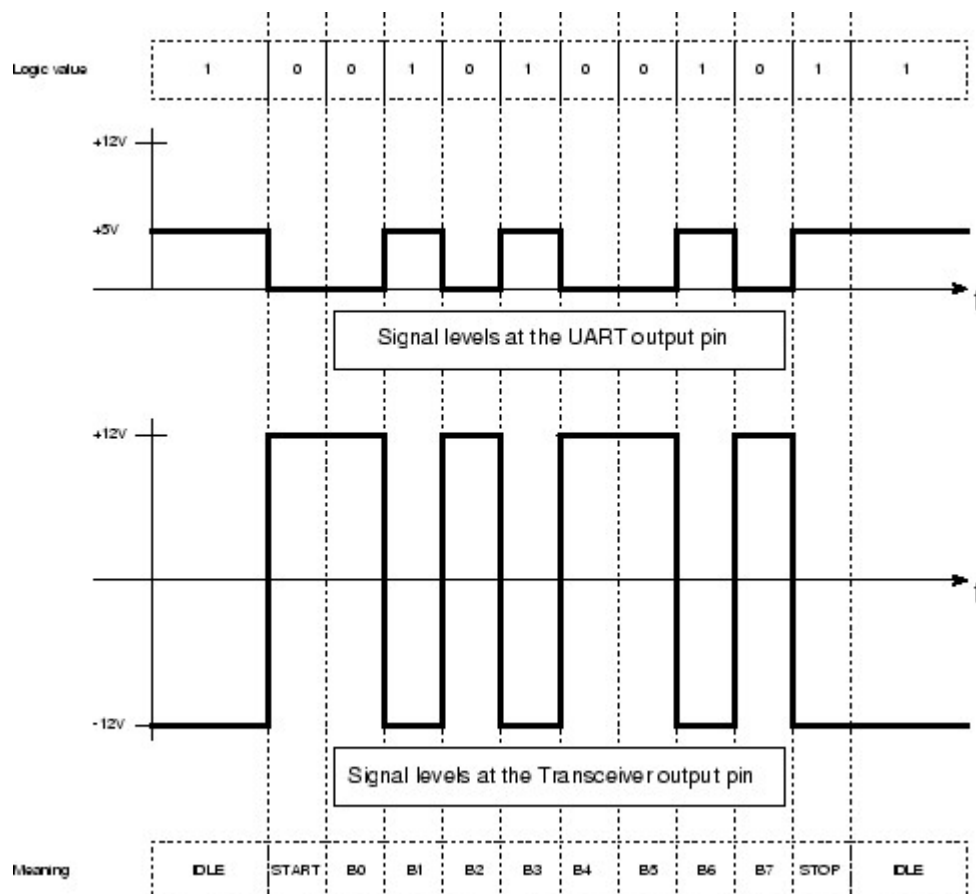 Logic value 1 0 0 1 0 1 0 0 1 0 1 1
+12V
+5V
t
Signal levels at the UART output pin
+12V
t
-12V
Signal levels at the Transceiver output pin
Meaning IDLE START B0 B1 B2 B3 B4 B5 B6 B7 STOP IDLE